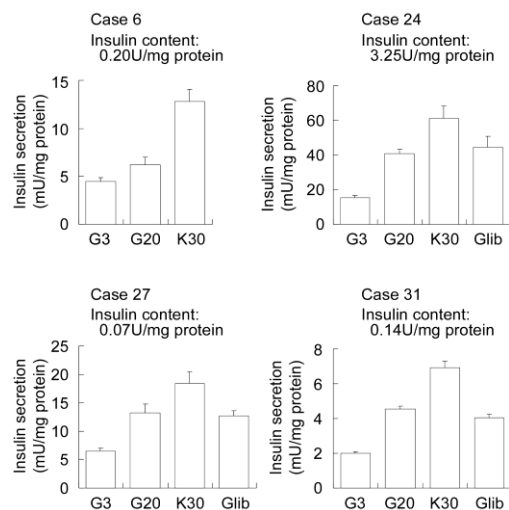 Case 6
Insulin content:
0.20U/mg protein
Insulin secretion
(mU/mg protein)
15
10
5
0
G3 G20 K30
Case 24
Insulin content:
3.25U/mg protein
Insulin secretion
(mU/mg protein)
80
60
40
20
0
G3 G20 K30 Glib
Case 27
Insulin content:
0.07U/mg protein
Insulin secretion
(mU/mg protein)
25
20
15
10
5
0
G3 G20 K30 Glib
Case 31
Insulin content:
0.14U/mg protein
Insulin secretion
(mU/mg protein)
8
6
4
2
0
G3 G20 K30 Glib